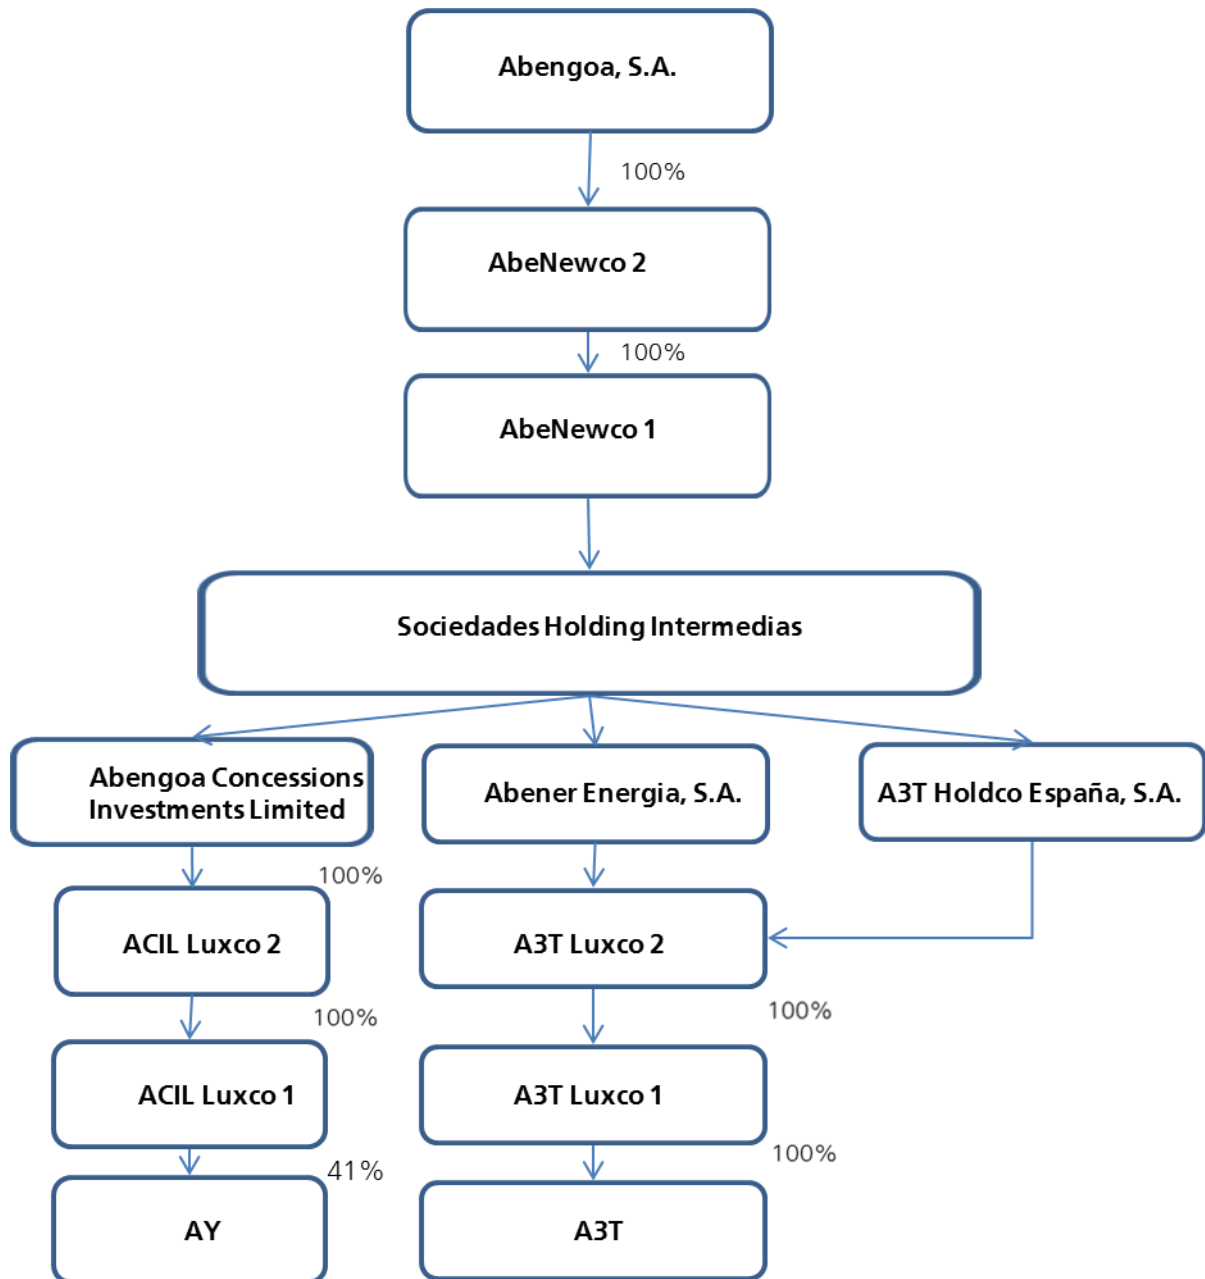 Abengoa, S.A.
100%
AbeNewco 2
100%
AbeNewco 1
Sociedades Holding Intermedias
Abengoa Concessions
Investments Limited
Abener Energia, S.A.
A3T Holdco España, S.A.
100%
ACIL Luxco 2
A3T Luxco 2
100%
100%
ACIL Luxco 1
A3T Luxco 1
41%
100%
AY
A3T